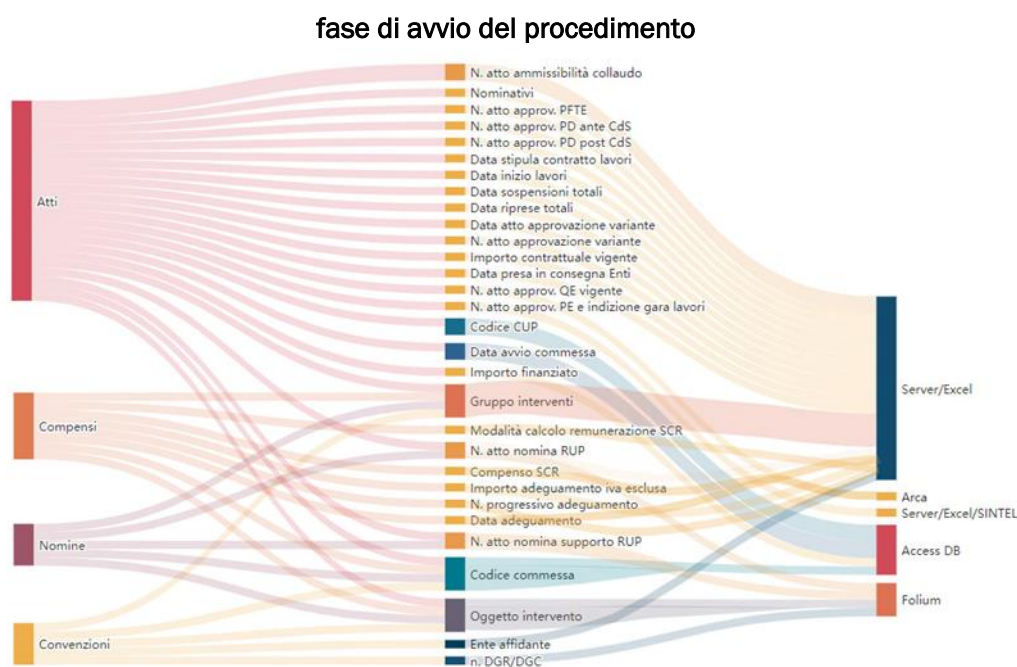 fase di avvio del procedimento
Atti
Compensi
Nomine
Convenzioni
N. atto ammissibilità collaudo
Nominativi
N. atto approv. PFTE
N. atto approv. PD ante CdS
N. atto approv. PD post CdS
Data stipula contratto lavori
Data inizio lavori
Data sospensioni totali
Data riprese totali
Data atto approvazione variante
N. atto approvazione variante
Importo contrattuale vigente
Data presa in consegna Enti
N. atto approv. QE vigente
N. atto approv. PE e indizione gara lavori
Codice CUP
Data avvio commessa
Importo finanziato
Gruppo interventi
Modalità calcolo remunerazione SCR
N. atto nomina RUP
Compenso SCR
Importo adeguamento iva esclusa
N. progressivo adeguamento
Data adeguamento
N. atto nomina supporto RUP
Codice commessa
Oggetto intervento
Ente affidante
n. DGR/DGC
Server/Excel
Arca
Server/Excel/SINTEL
Access DB
Folium